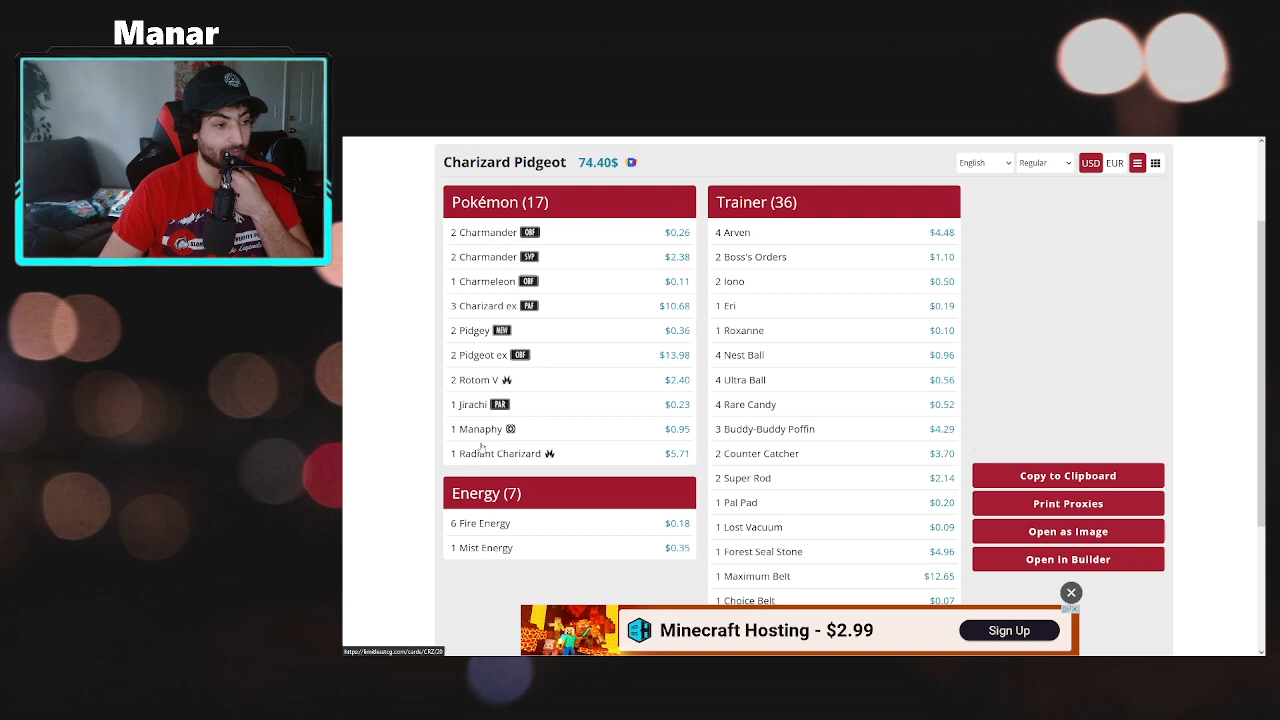 Manar
Charizard Pidgeot 74.40$
English Regular USD EUR
Pokémon (17)
2 Charmander OBF $0.26
2 Charmander SVP $2.38
1 Charmeleon OBF $0.11
3 Charizard ex PAF $10.68
2 Pidgey MEW $0.36
2 Pidgeot ex OBF $13.98
2 Rotom V $2.40
1 Jirachi PAR $0.23
1 Manaphy $0.95
1 Radiant Charizard $5.71
Energy (7)
6 Fire Energy $0.18
1 Mist Energy $0.35
Trainer (36)
4 Arven $4.48
2 Boss's Orders $1.10
2 Iono $0.50
1 Eri $0.19
1 Roxanne $0.10
4 Nest Ball $0.96
4 Ultra Ball $0.56
4 Rare Candy $0.52
3 Buddy-Buddy Poffin $4.29
2 Counter Catcher $3.70
2 Super Rod $2.14
1 Pal Pad $0.20
1 Lost Vacuum $0.09
1 Forest Seal Stone $4.96
1 Maximum Belt $12.65
1 Choice Belt $0.07
Copy to Clipboard
Print Proxies
Open as Image
Open in Builder
Minecraft Hosting - $2.99
Sign Up
https://limitlesstcg.com/cards/CRZ/20